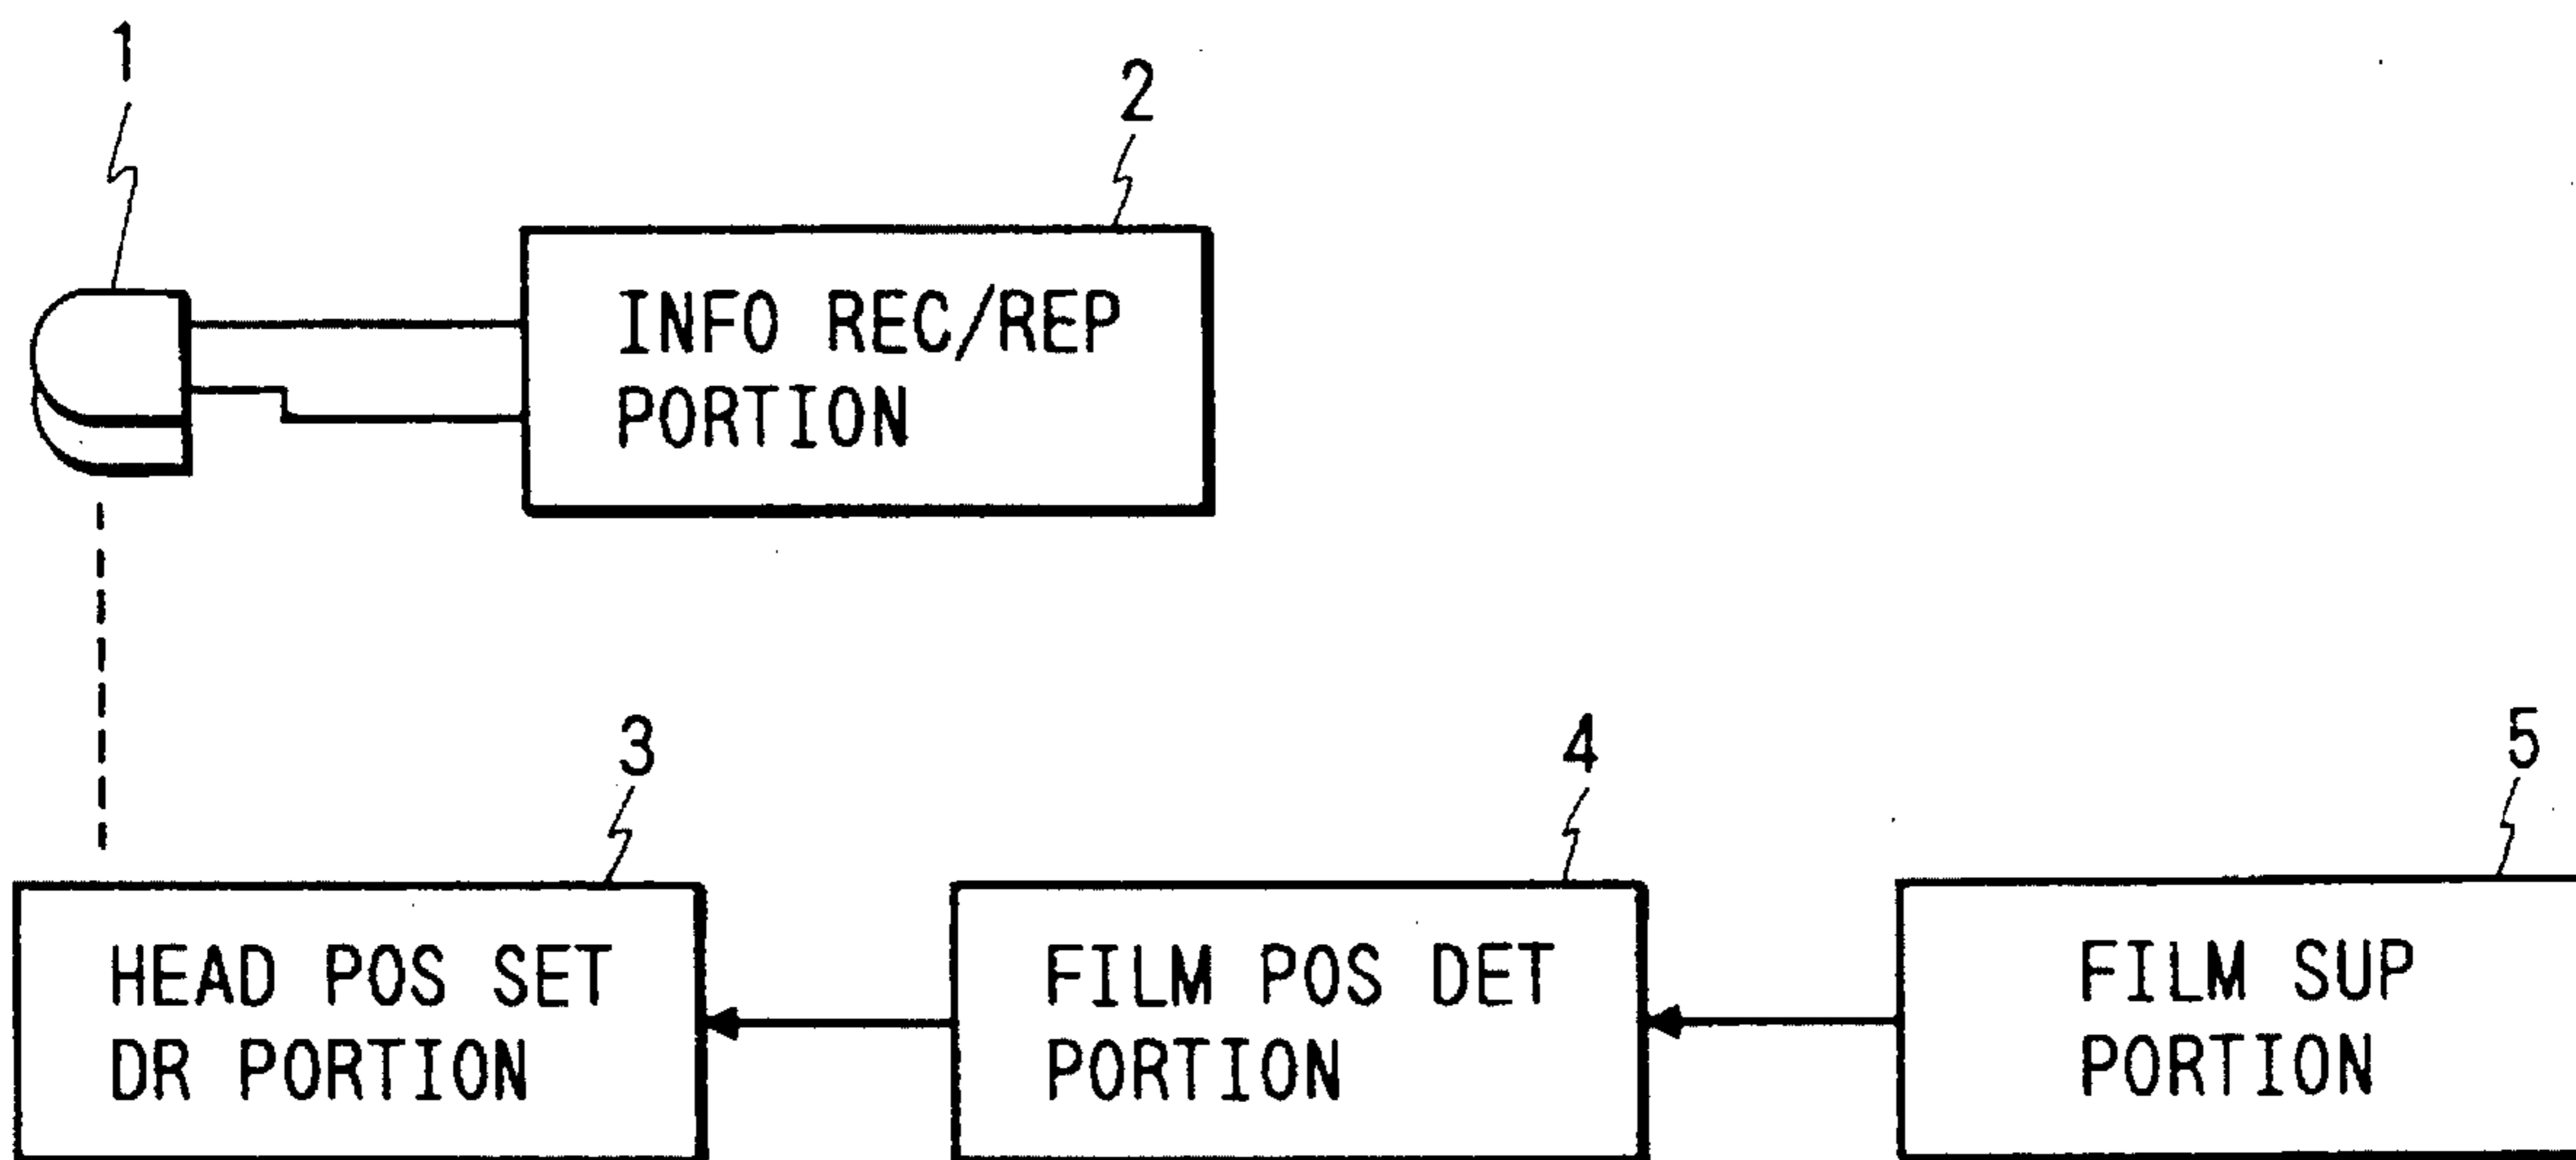 1
2
INFO REC/REP
PORTION
3
4
5
HEAD POS SET
DR PORTION
FILM POS DET
PORTION
FILM SUP
PORTION